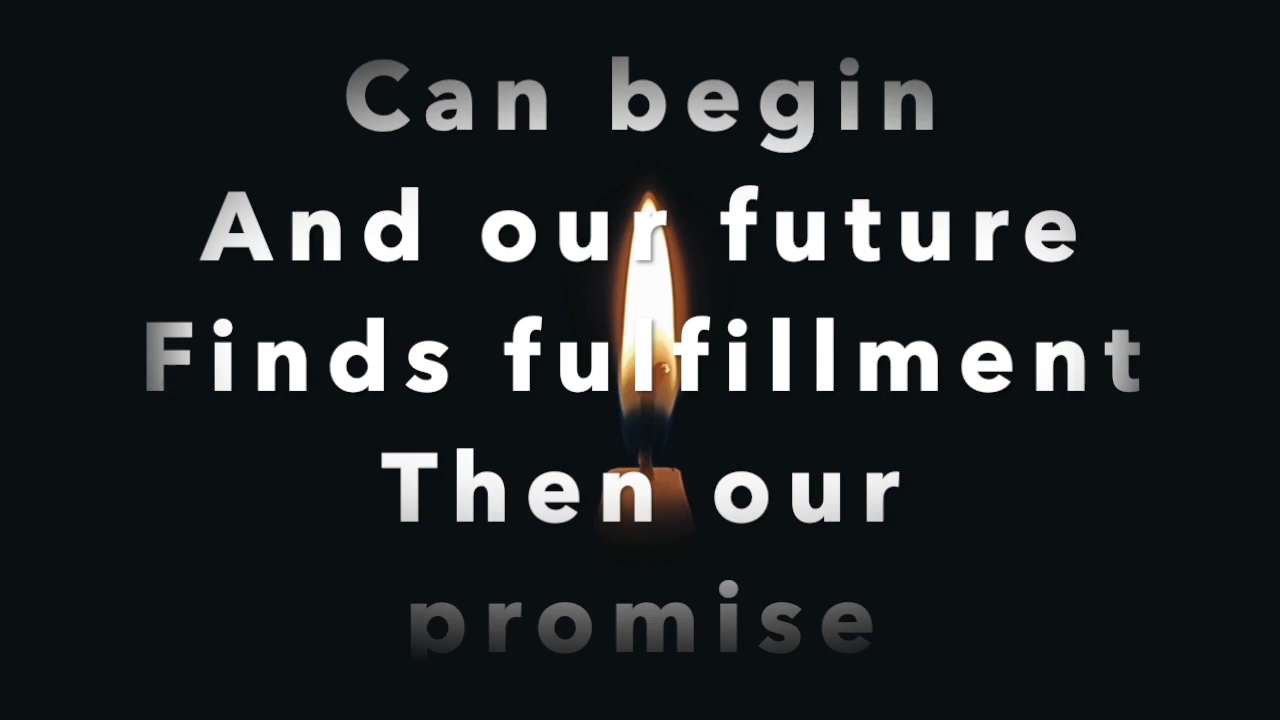 Can begin
And our future
Finds fulfillment
Then our
promise